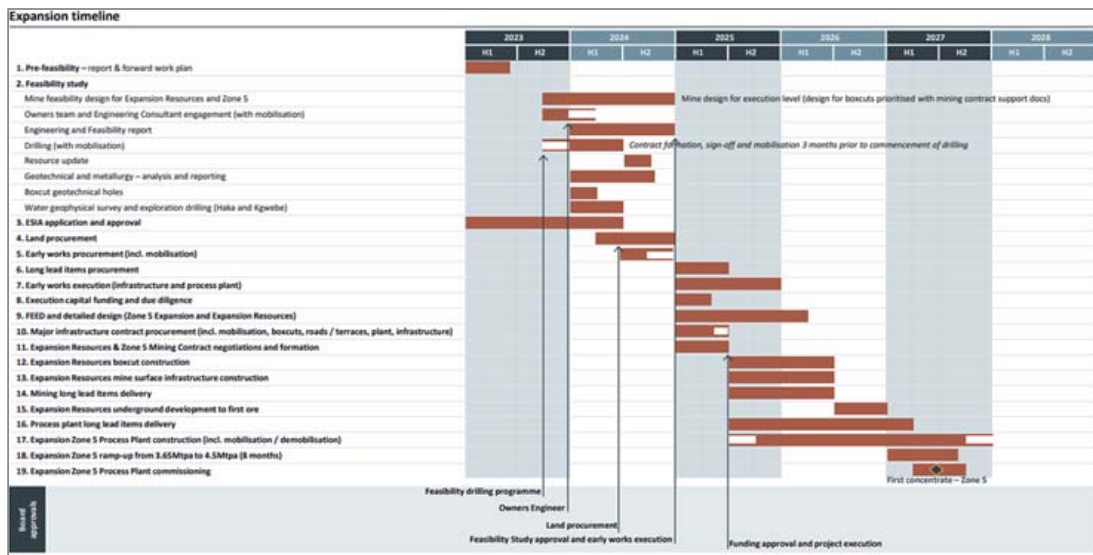 Expansion timeline
2023 2024 2025 2026 2027 2028
H1 H2 H1 H2 H1 H2 H1 H2 H1 H2 H1 H2
1. Pre-feasibility – report & forward work plan
2. Feasibility study
Mine feasibility design for Expansion Resources and Zone 5
Mine design for execution level (design for boxcuts prioritised with mining contract support docs)
Owners team and Engineering Consultant engagement (with mobilisation)
Engineering and Feasibility report
Drilling (with mobilisation)
Contract formation, sign-off and mobilisation 3 months prior to commencement of drilling
Resource update
Geotechnical and metallurgy – analysis and reporting
Boxcut geotechnical holes
Water geophysical survey and exploration drilling (Haka and Kgwebe)
3. ESIA application and approval
4. Land procurement
5. Early works procurement (incl. mobilisation)
6. Long lead items procurement
7. Early works execution (infrastructure and process plant)
8. Execution capital funding and due diligence
9. FEED and detailed design (Zone 5 Expansion and Expansion Resources)
10. Major infrastructure contract procurement (incl. mobilisation, boxcuts, roads / terraces, plant, infrastructure)
11. Expansion Resources & Zone 5 Mining Contract negotiations and formation
12. Expansion Resources boxcut construction
13. Expansion Resources mine surface infrastructure construction
14. Mining long lead items delivery
15. Expansion Resources underground development to first ore
16. Process plant long lead items delivery
17. Expansion Zone 5 Process Plant construction (incl. mobilisation / demobilisation)
18. Expansion Zone 5 ramp-up from 3.65Mtpa to 4.5Mtpa (8 months)
19. Expansion Zone 5 Process Plant commissioning
First concentrate – Zone 5
Board approvals
Feasibility drilling programme
Owners Engineer
Land procurement
Feasibility Study approval and early works execution
Funding approval and project execution